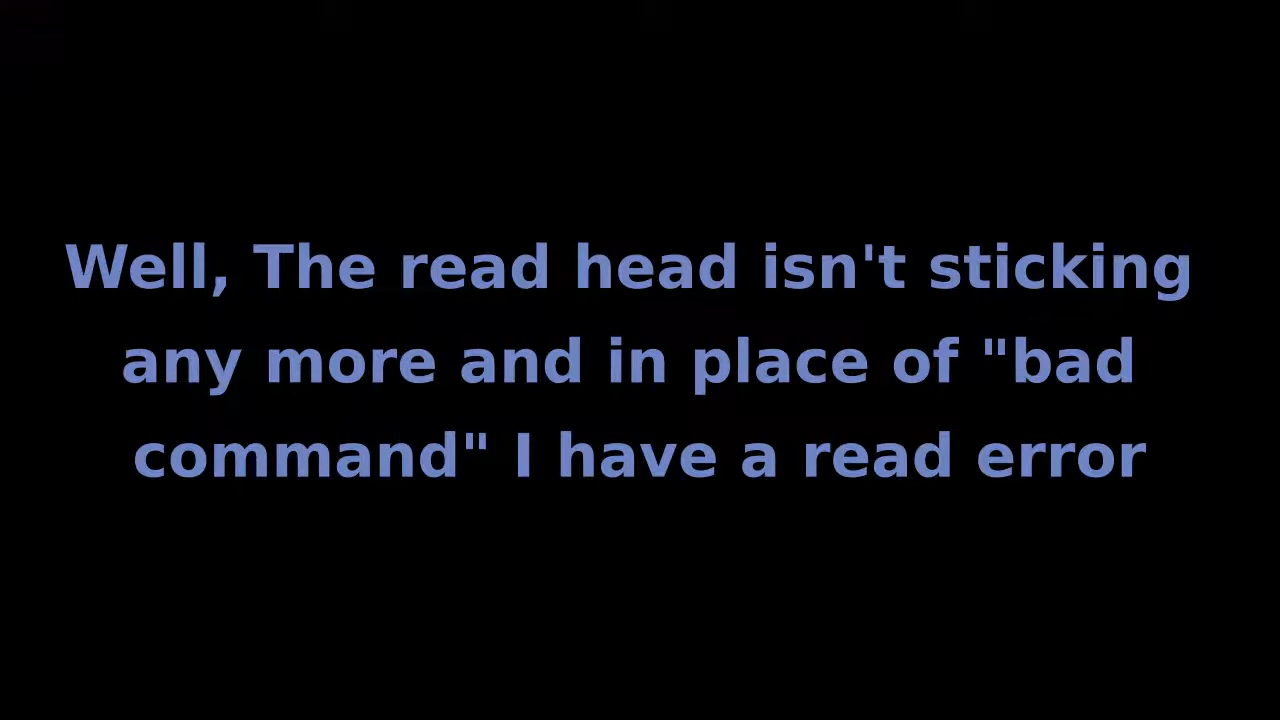 Well, The read head isn't sticking
any more and in place of "bad
command" I have a read error